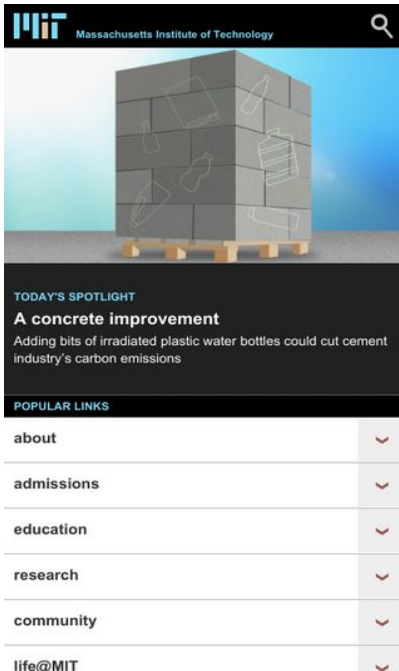 MIT Massachusetts Institute of Technology
TODAY'S SPOTLIGHT
A concrete improvement
Adding bits of irradiated plastic water bottles could cut cement
industry's carbon emissions
POPULAR LINKS
about
admissions
education
research
community
life@MIT